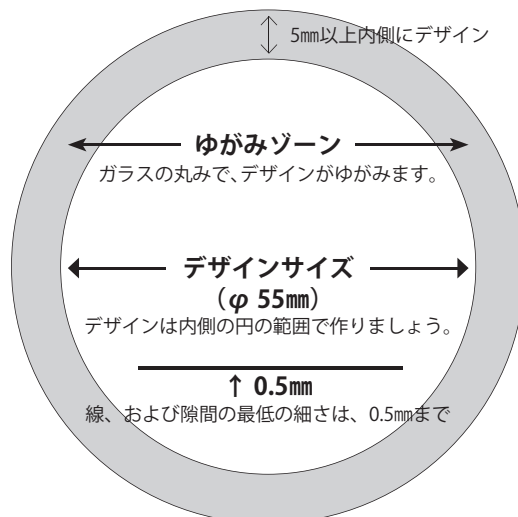 5㎜以上内側にデザイン
ゆがみゾーン
ガラスの丸みで、デザインがゆがみます。
デザインサイズ
（φ 55㎜）
デザインは内側の円の範囲で作りましょう。
↑ 0.5㎜
線、および隙間の最低の細さは、0.5㎜まで